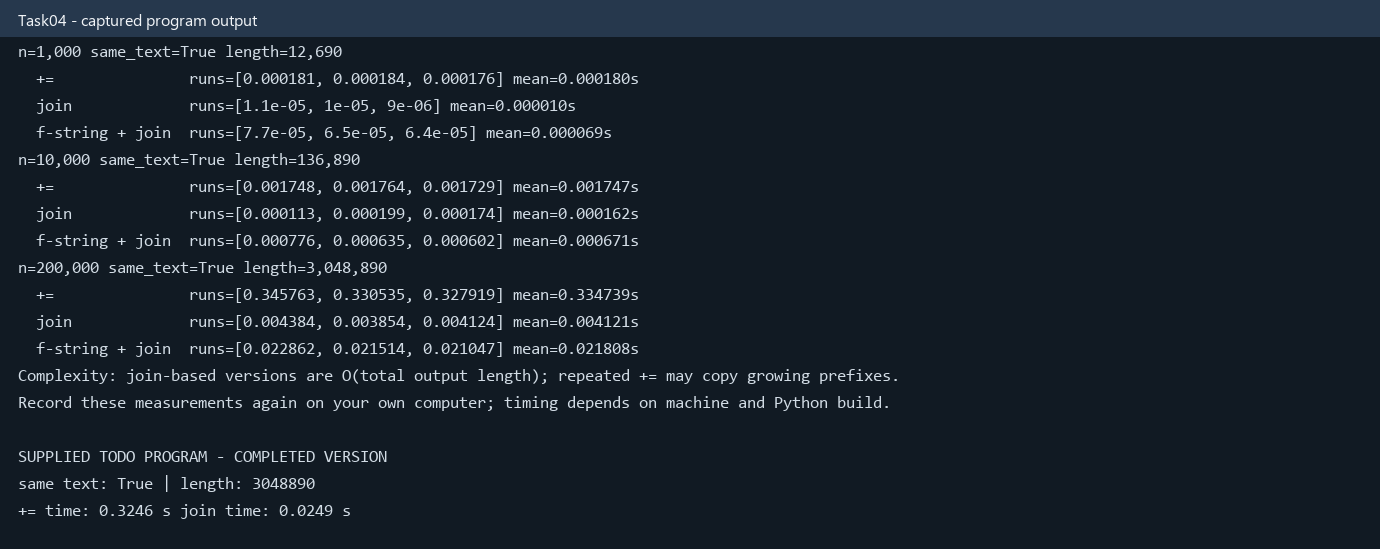 Task04 - captured program output
n=1,000 same_text=True length=12,690
  +=               runs=[0.000181, 0.000184, 0.000176] mean=0.000180s
  join             runs=[1.1e-05, 1e-05, 9e-06] mean=0.000010s
  f-string + join  runs=[7.7e-05, 6.5e-05, 6.4e-05] mean=0.000069s
n=10,000 same_text=True length=136,890
  +=               runs=[0.001748, 0.001764, 0.001729] mean=0.001747s
  join             runs=[0.000113, 0.000199, 0.000174] mean=0.000162s
  f-string + join  runs=[0.000776, 0.000635, 0.000602] mean=0.000671s
n=200,000 same_text=True length=3,048,890
  +=               runs=[0.345763, 0.330535, 0.327919] mean=0.334739s
  join             runs=[0.004384, 0.003854, 0.004124] mean=0.004121s
  f-string + join  runs=[0.022862, 0.021514, 0.021047] mean=0.021808s
Complexity: join-based versions are O(total output length); repeated += may copy growing prefixes.
Record these measurements again on your own computer; timing depends on machine and Python build.

SUPPLIED TODO PROGRAM - COMPLETED VERSION
same text: True | length: 3048890
+= time: 0.3246 s join time: 0.0249 s